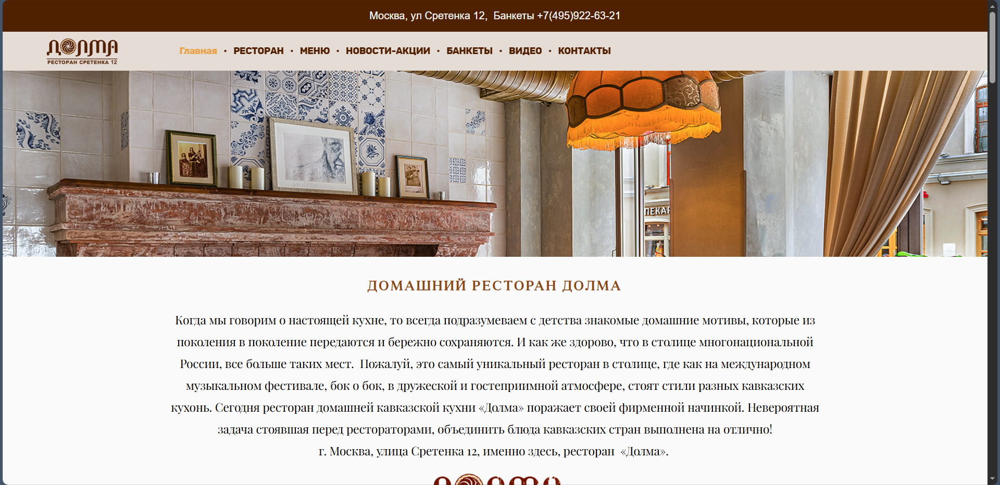 Москва, ул Сретенка 12,  Банкеты +7(495)922-63-21
ДОЛМА
РЕСТОРАН СРЕТЕНКА 12
Главная • РЕСТОРАН • МЕНЮ • НОВОСТИ-АКЦИИ • БАНКЕТЫ • ВИДЕО • КОНТАКТЫ
ПЕКАР
ДОМАШНИЙ РЕСТОРАН ДОЛМА
Когда мы говорим о настоящей кухне, то всегда подразумеваем с детства знакомые домашние мотивы, которые из
поколения в поколение передаются и бережно сохраняются. И как же здорово, что в столице многонациональной
России, все больше таких мест.  Пожалуй, это самый уникальный ресторан в столице, где как на международном
музыкальном фестивале, бок о бок, в дружеской и гостеприимной атмосфере, стоят стили разных кавказских
кухонь. Сегодня ресторан домашней кавказской кухни «Долма» поражает своей фирменной начинкой. Невероятная
задача стоявшая перед рестораторами, объединить блюда кавказских стран выполнена на отлично!
г. Москва, улица Сретенка 12, именно здесь, ресторан  «Долма».
ДОЛМА